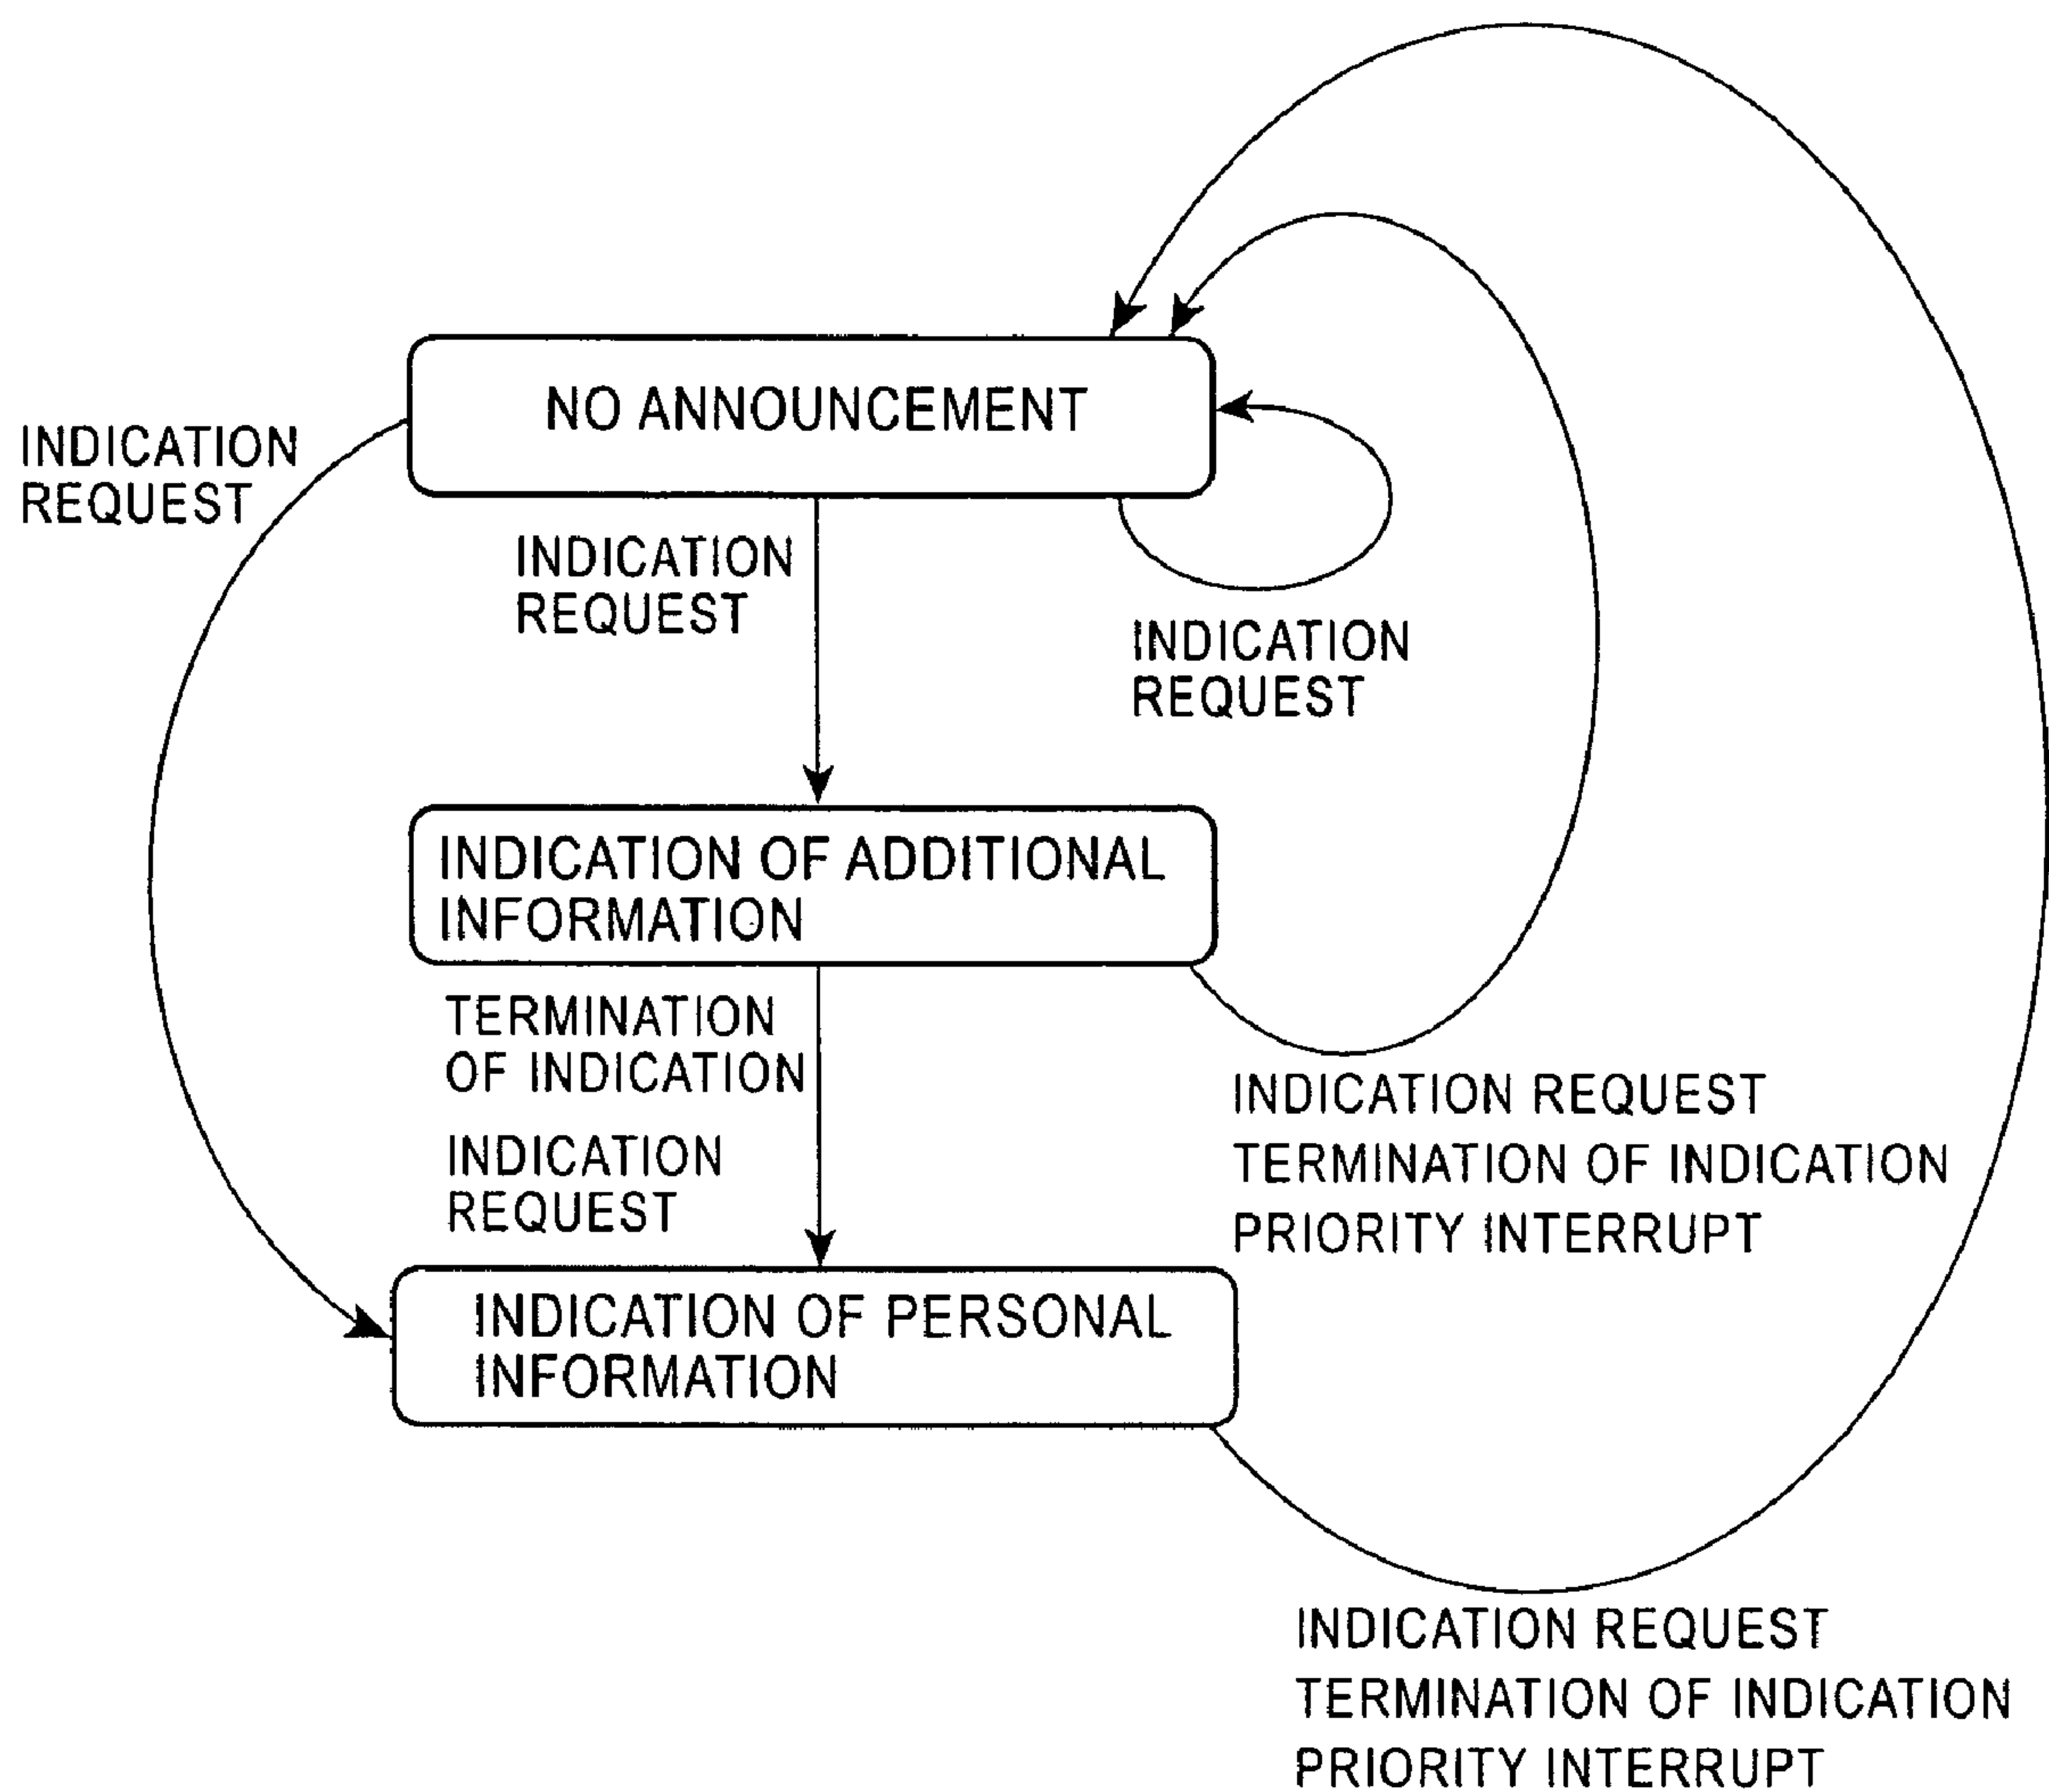 NO ANNOUNCEMENT
INDICATION
REQUEST
INDICATION
REQUEST
INDICATION
REQUEST
INDICATION OF ADDITIONAL
INFORMATION
TERMINATION
OF INDICATION
INDICATION
REQUEST
INDICATION REQUEST
TERMINATION OF INDICATION
PRIORITY INTERRUPT
INDICATION OF PERSONAL
INFORMATION
INDICATION REQUEST
TERMINATION OF INDICATION
PRIORITY INTERRUPT